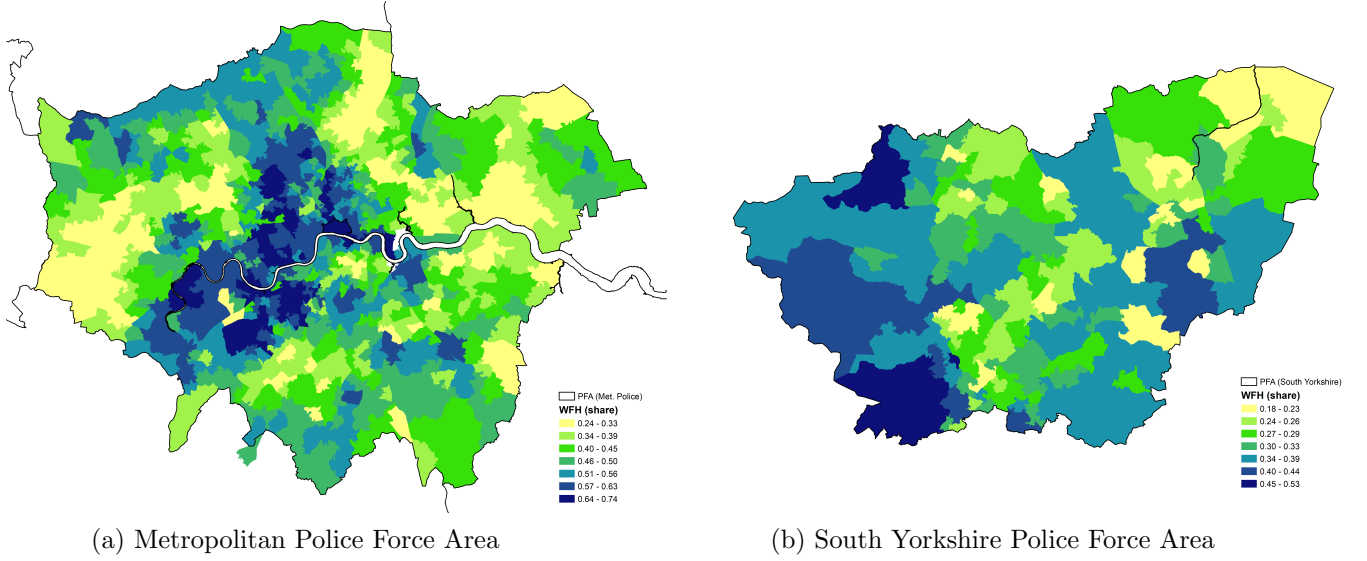 PFA (Met. Police)
WFH (share)
0.24 - 0.33
0.34 - 0.39
0.40 - 0.45
0.46 - 0.50
0.51 - 0.56
0.57 - 0.63
0.64 - 0.74
(a) Metropolitan Police Force Area
PFA (South Yorkshire)
WFH (share)
0.18 - 0.23
0.24 - 0.26
0.27 - 0.29
0.30 - 0.33
0.34 - 0.39
0.40 - 0.44
0.45 - 0.53
(b) South Yorkshire Police Force Area